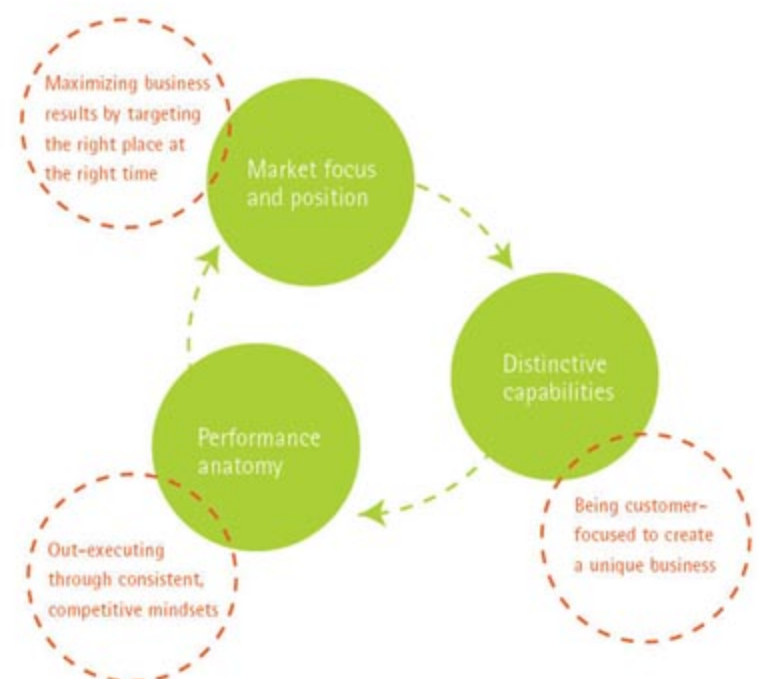 Maximizing business
results by targeting
the right place at
the right time
Market focus
and position
Distinctive
capabilities
Performance
anatomy
Being customer-
focused to create
a unique business
Out-executing
through consistent,
competitive mindsets